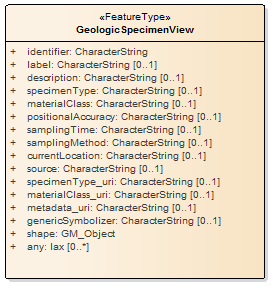 «FeatureType»
GeologicSpecimenView
+ identifier: CharacterString
+ label: CharacterString [0..1]
+ description: CharacterString [0..1]
+ specimenType: CharacterString [0..1]
+ materialClass: CharacterString [0..1]
+ positionalAccuracy: CharacterString [0..1]
+ samplingTime: CharacterString [0..1]
+ samplingMethod: CharacterString [0..1]
+ currentLocation: CharacterString [0..1]
+ source: CharacterString [0..1]
+ specimenType_uri: CharacterString [0..1]
+ materialClass_uri: CharacterString [0..1]
+ metadata_uri: CharacterString [0..1]
+ genericSymbolizer: CharacterString [0..1]
+ shape: GM_Object
+ any: lax [0..*]